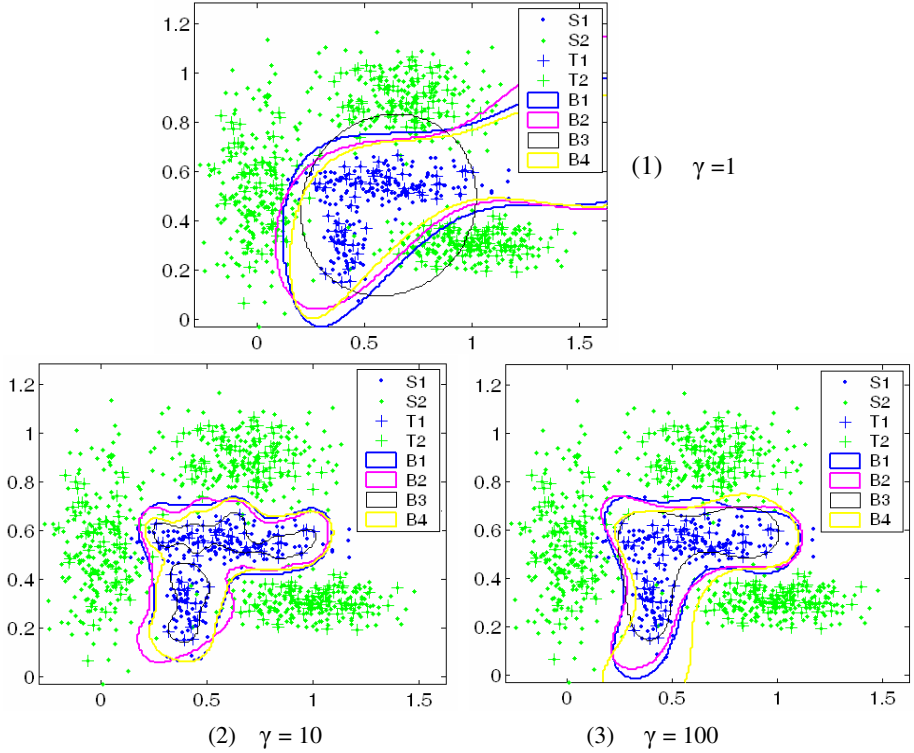 1.2
1
0.8
0.6
0.4
0.2
0
0 0.5 1 1.5
S1
S2
T1
T2
B1
B2
B3
B4
(1) γ =1
1.2
1
0.8
0.6
0.4
0.2
0
0 0.5 1 1.5
S1
S2
T1
T2
B1
B2
B3
B4
(2) γ = 10
1.2
1
0.8
0.6
0.4
0.2
0
0 0.5 1 1.5
S1
S2
T1
T2
B1
B2
B3
B4
(3) γ = 100